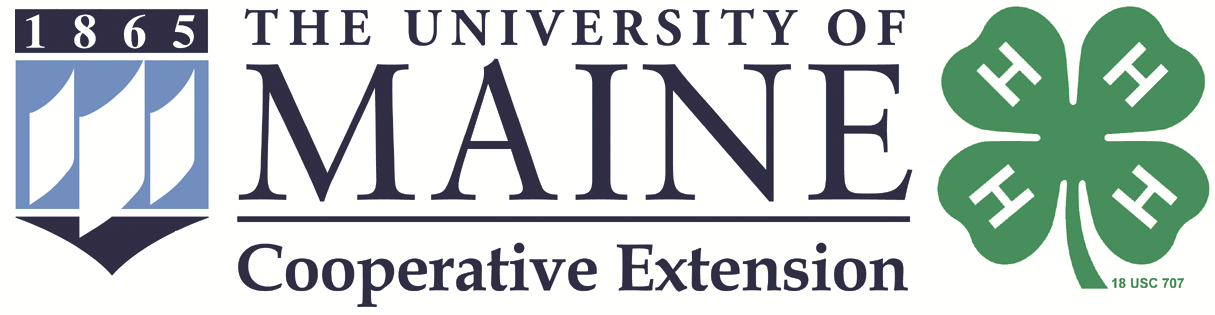 1865
THE UNIVERSITY OF
MAINE
Cooperative Extension
H H
H H
18 USC 707